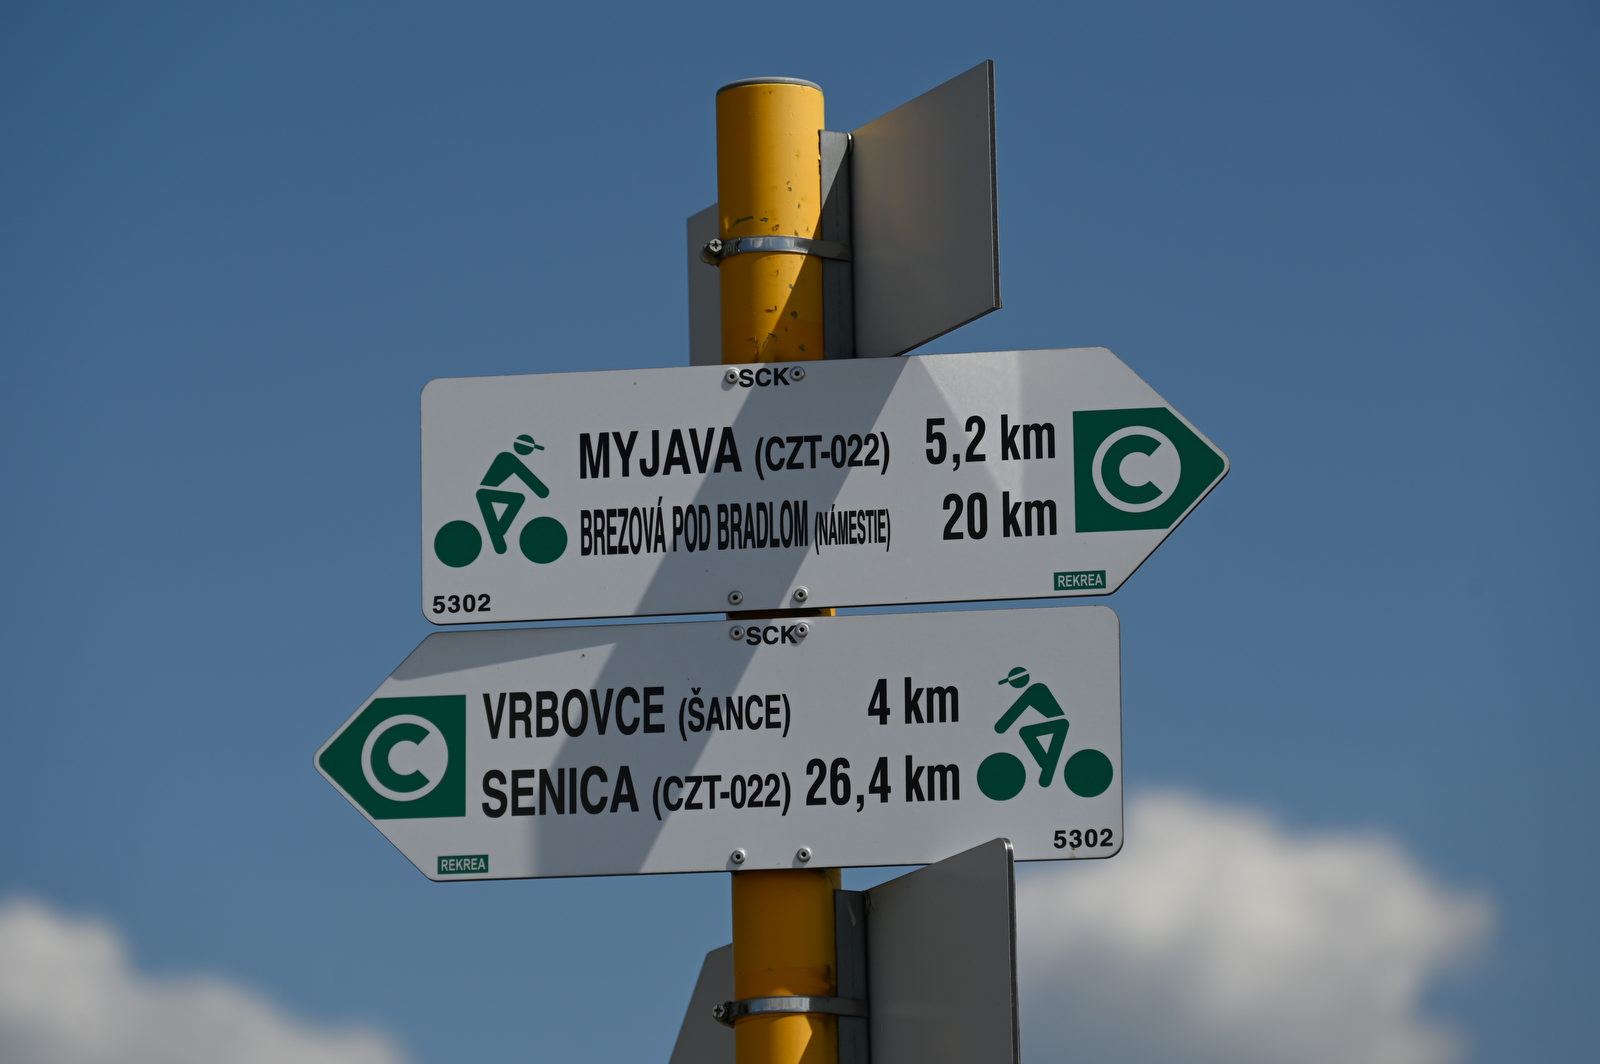 SCK
MYJAVA (CZT-022) 5,2 km
C
BREZOVÁ POD BRADLOM (NÁMESTIE) 20 km
REKREA
5302
SCK
VRBOVCE (ŠANCE) 4 km
C
SENICA (CZT-022) 26,4 km
5302
REKREA